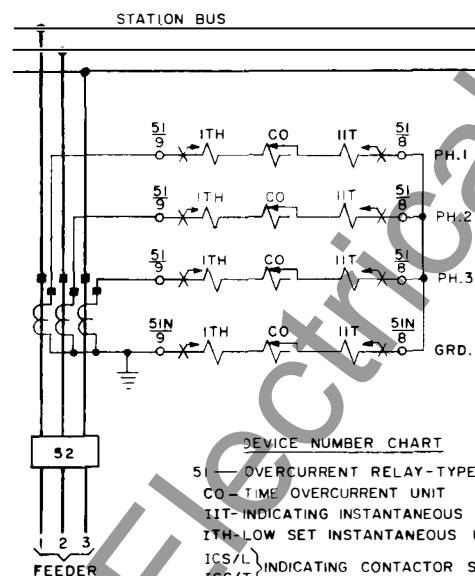 STATION BUS
51 ITH CO IIT 51
9 8 PH.1
51 ITH CO IIT 51
9 8 PH.2
51 ITH CO IIT 51
9 8 PH.3
51N ITH CO IIT 51N
9 8 GRD.
52
DEVICE NUMBER CHART
51 — OVERCURRENT RELAY-TYPE
CO - TIME OVERCURRENT UNIT
IIT- INDICATING INSTANTANEOUS
ITH-LOW SET INSTANTANEOUS
ICS/L } INDICATING CONTACTOR S
1 2 3
FEEDER
Electrical